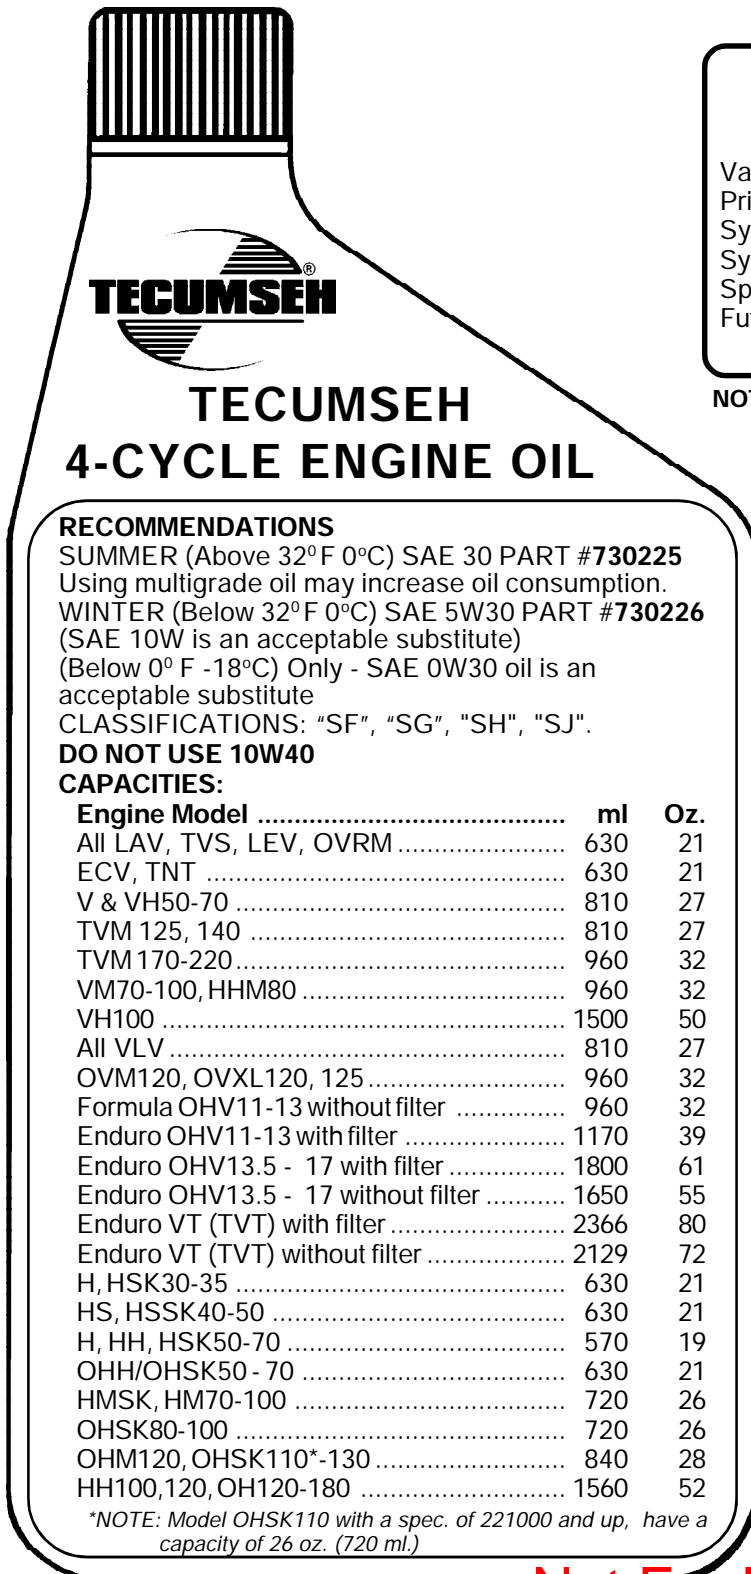 TECUMSEH®
TECUMSEH
4-CYCLE ENGINE OIL
RECOMMENDATIONS
SUMMER (Above 32⁰ F 0ᵒC) SAE 30 PART #730225
Using multigrade oil may increase oil consumption.
WINTER (Below 32⁰ F 0ᵒC) SAE 5W30 PART #730226
(SAE 10W is an acceptable substitute)
(Below 0⁰ F -18ᵒC) Only - SAE 0W30 oil is an
acceptable substitute
CLASSIFICATIONS: “SF”, “SG”, "SH", "SJ".
DO NOT USE 10W40
CAPACITIES:
Engine Model .......................................... ml Oz.
All LAV, TVS, LEV, OVRM ....................... 630 21
ECV, TNT ................................................. 630 21
V & VH50-70 ............................................. 810 27
TVM 125, 140 ........................................... 810 27
TVM 170-220 ............................................. 960 32
VM70-100, HHM80 .................................... 960 32
VH100 ....................................................... 1500 50
All VLV ...................................................... 810 27
OVM120, OVXL120, 125 ........................... 960 32
Formula OHV11-13 without filter ............... 960 32
Enduro OHV11-13 with filter ...................... 1170 39
Enduro OHV13.5 - 17 with filter ................ 1800 61
Enduro OHV13.5 - 17 without filter ........... 1650 55
Enduro VT (TVT) with filter ........................ 2366 80
Enduro VT (TVT) without filter ................... 2129 72
H, HSK30-35 ............................................. 630 21
HS, HSSK40-50 ........................................ 630 21
H, HH, HSK50-70 ...................................... 570 19
OHH/OHSK50 - 70 .................................... 630 21
HMSK, HM70-100 ..................................... 720 26
OHSK80-100 ............................................. 720 26
OHM120, OHSK110*-130 .......................... 840 28
HH100,120, OH120-180 ............................ 1560 52
*NOTE: Model OHSK110 with a spec. of 221000 and up, have a
capacity of 26 oz. (720 ml.)